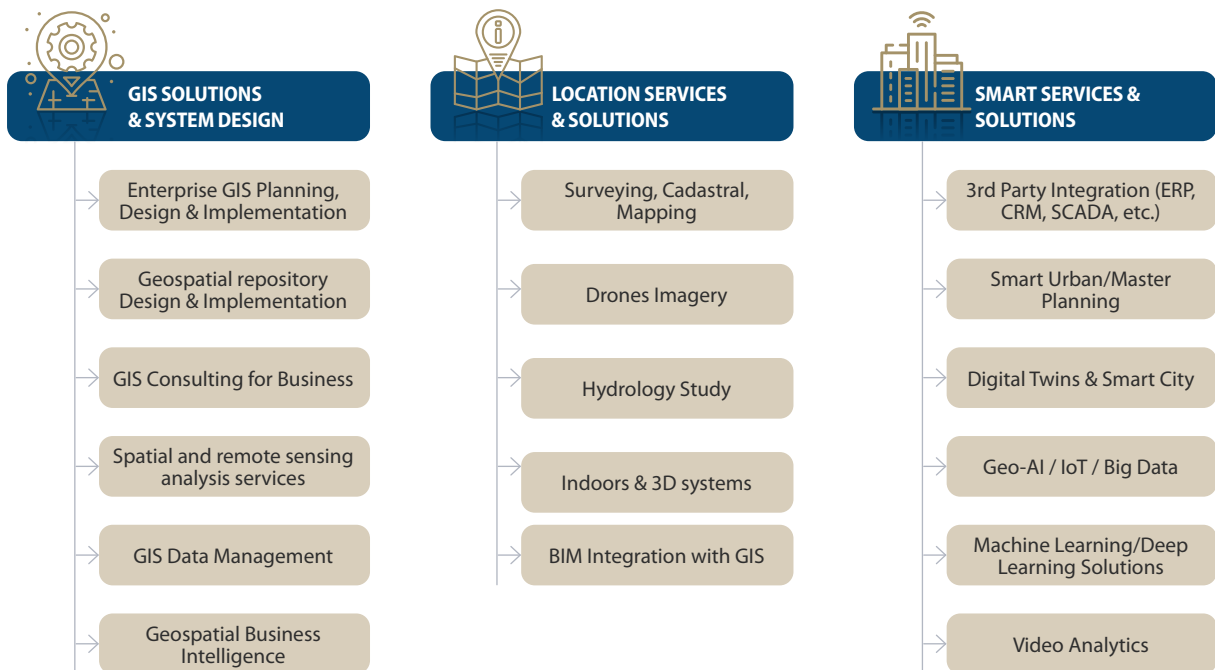 GIS SOLUTIONS
& SYSTEM DESIGN
Enterprise GIS Planning,
Design & Implementation
Geospatial repository
Design & Implementation
GIS Consulting for Business
Spatial and remote sensing
analysis services
GIS Data Management
Geospatial Business
Intelligence
LOCATION SERVICES
& SOLUTIONS
Surveying, Cadastral,
Mapping
Drones Imagery
Hydrology Study
Indoors & 3D systems
BIM Integration with GIS
SMART SERVICES &
SOLUTIONS
3rd Party Integration (ERP,
CRM, SCADA, etc.)
Smart Urban/Master
Planning
Digital Twins & Smart City
Geo-AI / IoT / Big Data
Machine Learning/Deep
Learning Solutions
Video Analytics